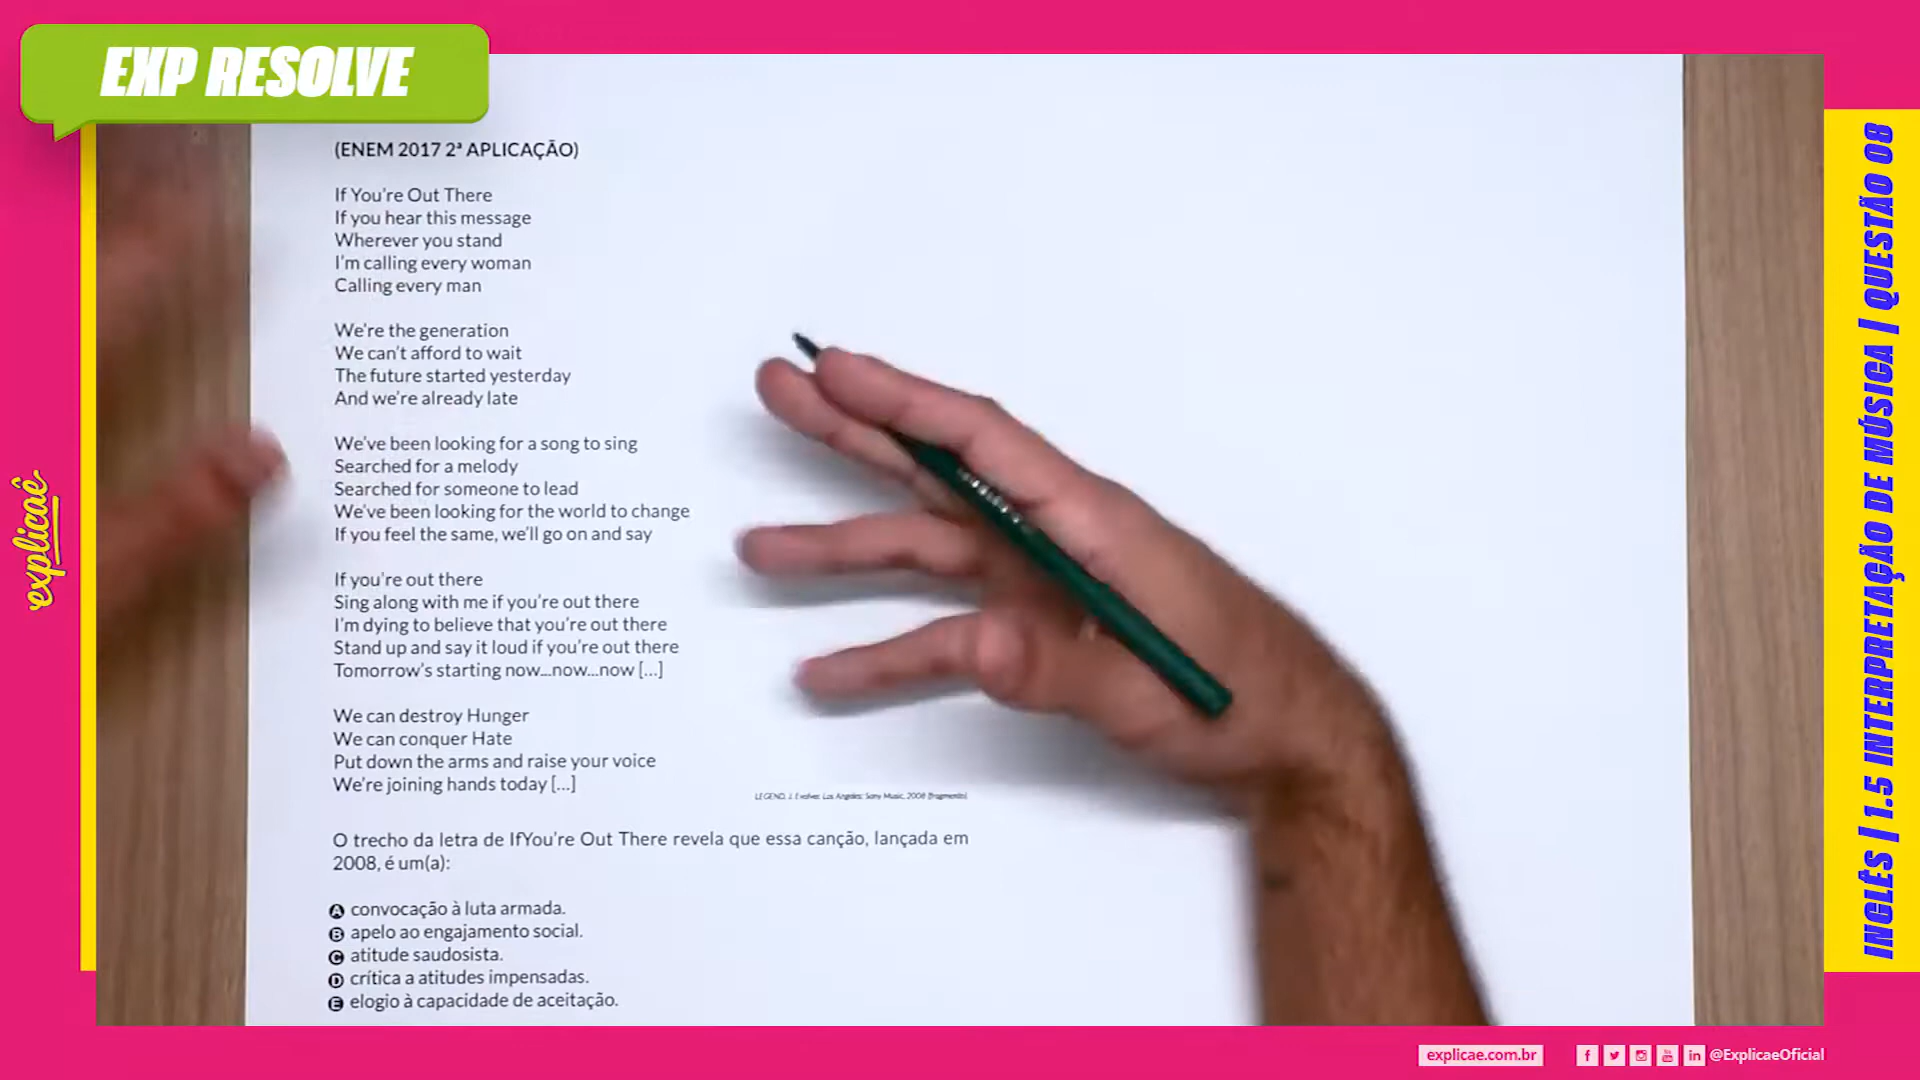 EXP RESOLVE
(ENEM 2017 2ª APLICAÇÃO)
If You're Out There
If you hear this message
Wherever you stand
I'm calling every woman
Calling every man
We're the generation
We can't afford to wait
The future started yesterday
And we're already late
We've been looking for a song to sing
Searched for a melody
Searched for someone to lead
We've been looking for the world to change
If you feel the same, we'll go on and say
If you're out there
Sing along with me if you're out there
I'm dying to believe that you're out there
Stand up and say it loud if you're out there
Tomorrow's starting now...now...now [...]
We can destroy Hunger
We can conquer Hate
Put down the arms and raise your voice
We're joining hands today [...]
LEGEND, J. Evolver. Los Angeles: Sony Music, 2008 (fragmento).
O trecho da letra de IfYou're Out There revela que essa canção, lançada em
2008, é um(a):
A convocação à luta armada.
B apelo ao engajamento social.
C atitude saudosista.
D crítica a atitudes impensadas.
E elogio à capacidade de aceitação.
explicaê
INGLÊS | 1.5 INTERPRETAÇÃO DE MÚSICA | QUESTÃO 08
explicae.com.br
@ExplicaeOficial